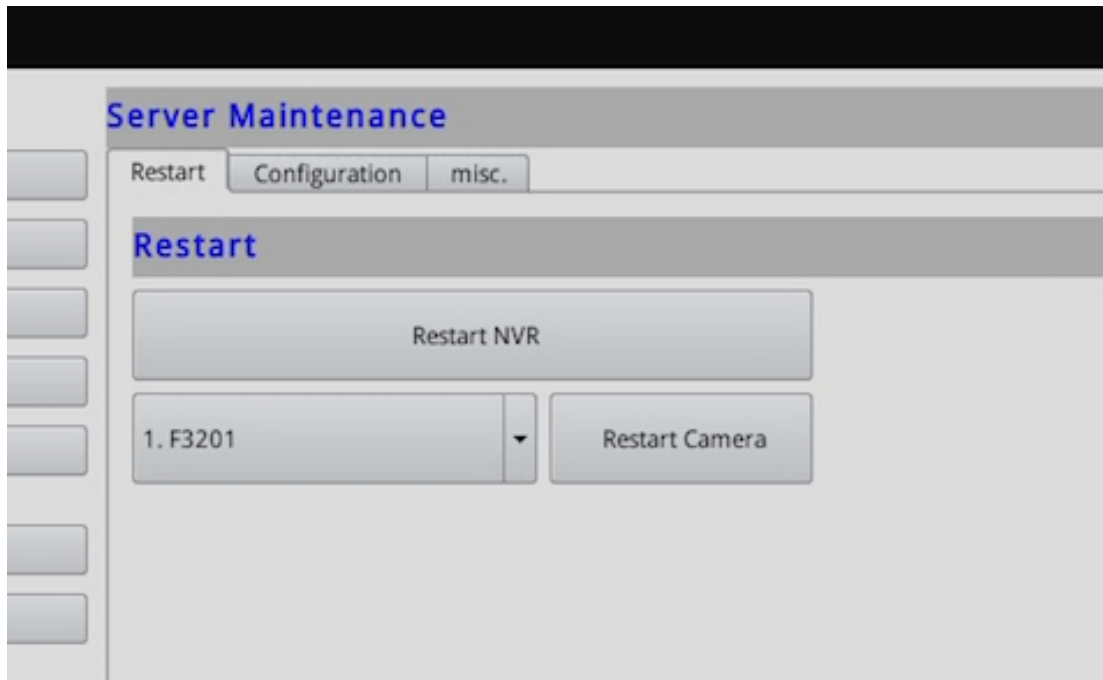 Server Maintenance
Restart Configuration misc.
Restart
Restart NVR
1. F3201 Restart Camera